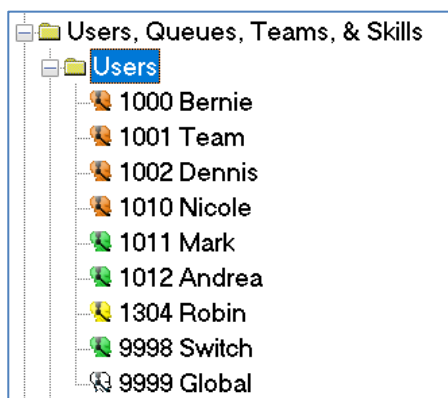 Users, Queues, Teams, & Skills
Users
1000 Bernie
1001 Team
1002 Dennis
1010 Nicole
1011 Mark
1012 Andrea
1304 Robin
9998 Switch
9999 Global